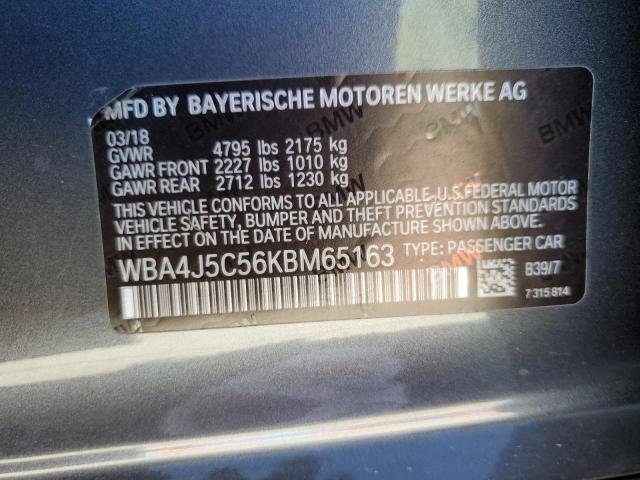 MFD BY BAYERISCHE MOTOREN WERKE AG
03/18
GVWR 4795 lbs 2175 kg
GAWR FRONT 2227 lbs 1010 kg
GAWR REAR 2712 lbs 1230 kg
THIS VEHICLE CONFORMS TO ALL APPLICABLE, U.S. FEDERAL MOTOR
VEHICLE SAFETY, BUMPER AND THEFT PREVENTION STANDARDS
IN EFFECT ON THE DATE OF MANUFACTURE SHOWN ABOVE.
WBA4J5C56KBM65163 TYPE: PASSENGER CAR
B39/7
7 315 814